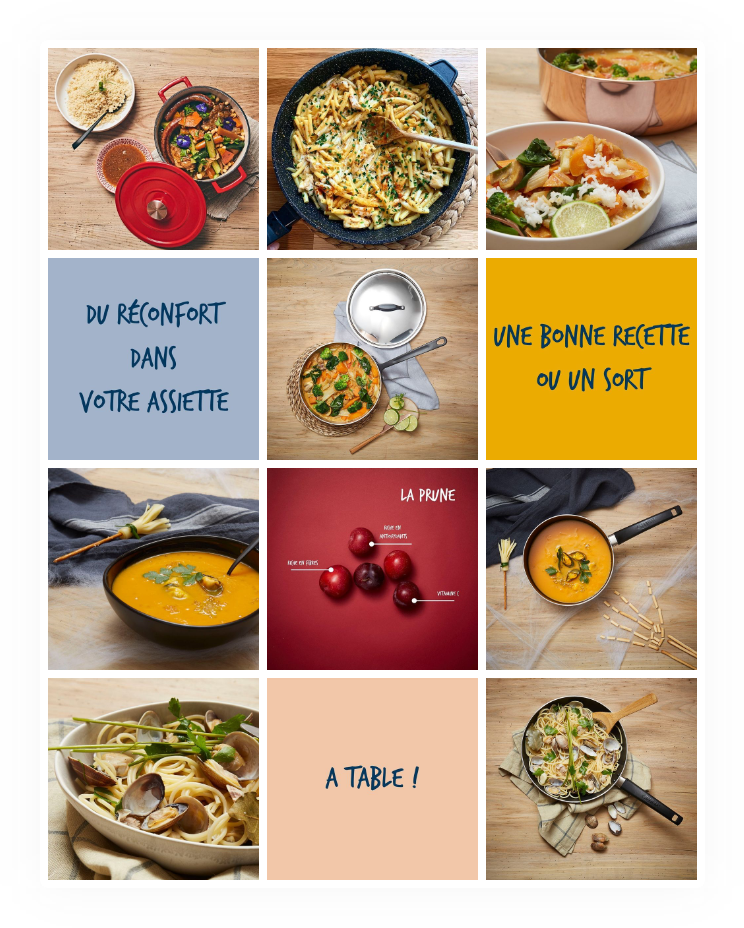 DU RÉCONFORT
DANS
VOTRE ASSIETTE
UNE BONNE RECETTE
OU UN SORT
LA PRUNE
RICHE EN
ANTIOXYDANTS
RICHE EN FIBRES
VITAMINE C
A TABLE !